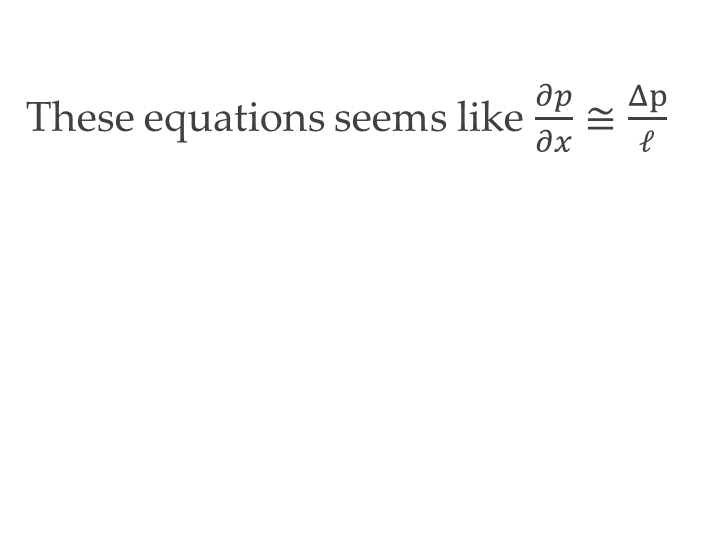 These equations seems like ∂p/∂x ≅ Δp/ℓ